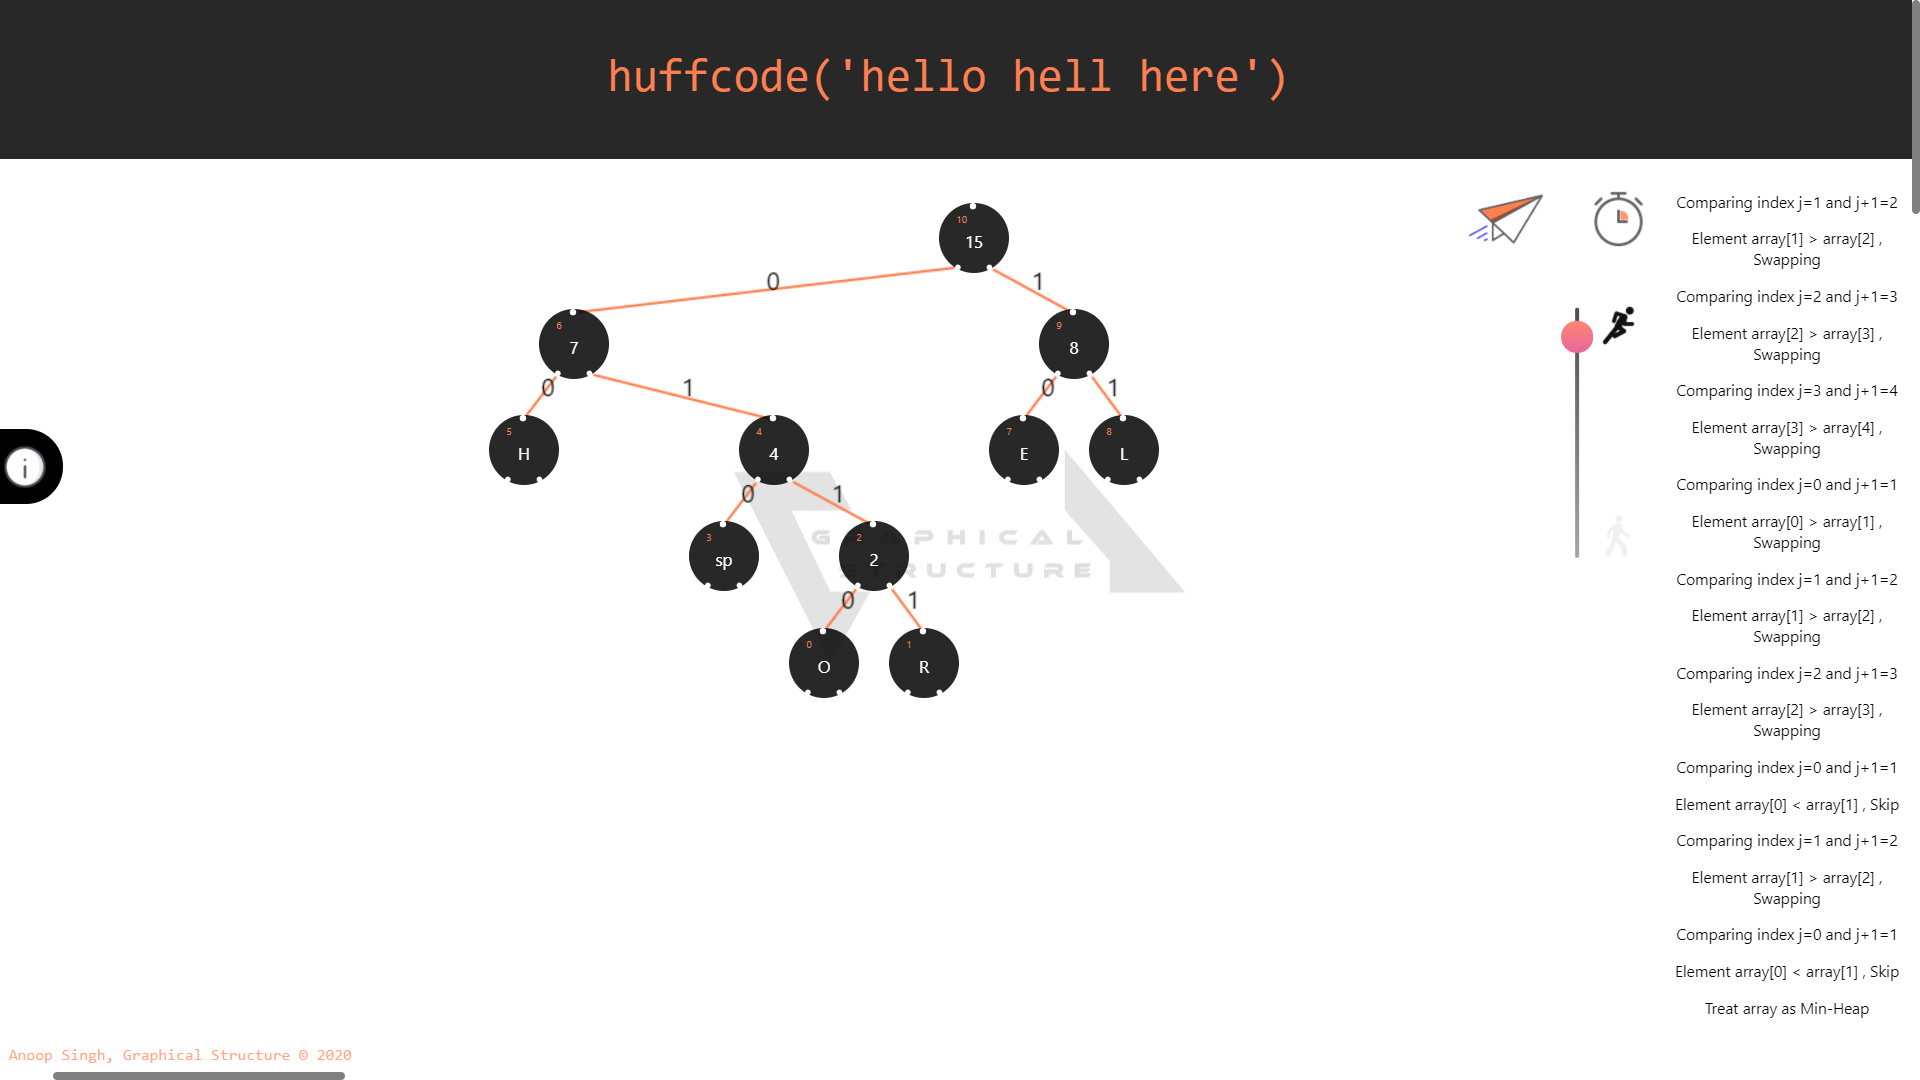 huffcode('hello hell here')
10
15
0
1
6
7
9
8
0
1
0
1
5
H
4
4
7
E
8
L
0
1
3
sp
2
2
0
1
0
O
1
R
GRAPHICAL
STRUCTURE
i
Comparing index j=1 and j+1=2
Element array[1] > array[2] ,
Swapping
Comparing index j=2 and j+1=3
Element array[2] > array[3] ,
Swapping
Comparing index j=3 and j+1=4
Element array[3] > array[4] ,
Swapping
Comparing index j=0 and j+1=1
Element array[0] > array[1] ,
Swapping
Comparing index j=1 and j+1=2
Element array[1] > array[2] ,
Swapping
Comparing index j=2 and j+1=3
Element array[2] > array[3] ,
Swapping
Comparing index j=0 and j+1=1
Element array[0] < array[1] , Skip
Comparing index j=1 and j+1=2
Element array[1] > array[2] ,
Swapping
Comparing index j=0 and j+1=1
Element array[0] < array[1] , Skip
Treat array as Min-Heap
Anoop Singh, Graphical Structure © 2020